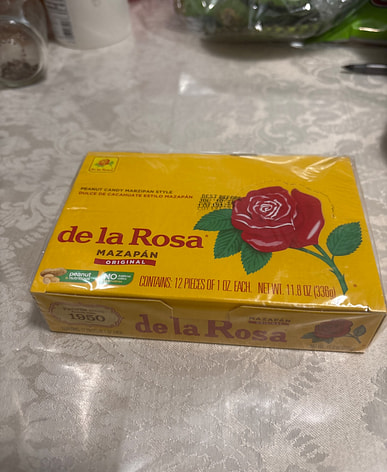 PEANUT CANDY MARZIPAN STYLE
DULCE DE CACAHUATE ESTILO MAZAPÁN
BEST BEFORE
de la Rosa
MAZAPÁN
ORIGINAL
peanut
NO
CONTAINS: 12 PIECES OF 1 OZ. EACH. NET WT. 11.8 OZ (336g)
1950
de la Rosa
MAZAPÁN